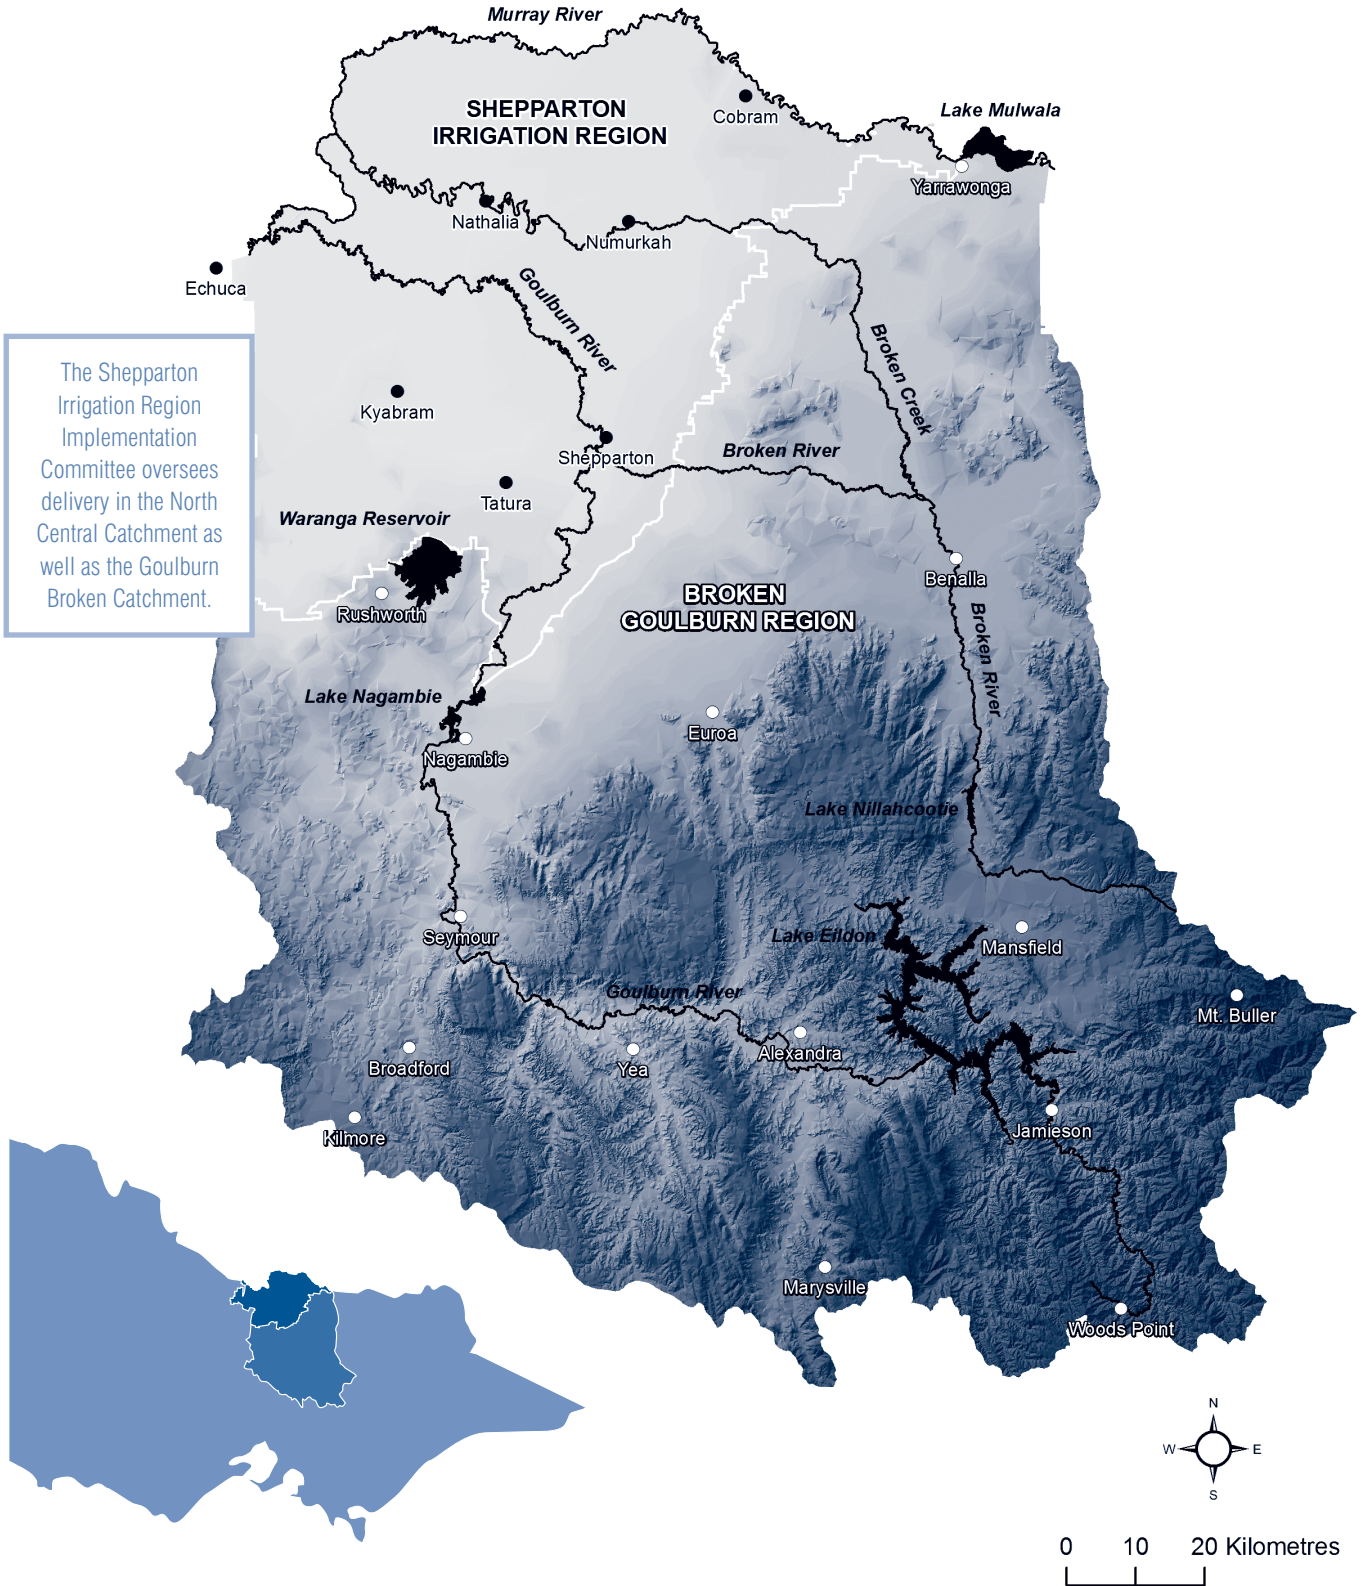 Murray River
SHEPPARTON
IRRIGATION REGION
Cobram
Lake Mulwala
Yarrawonga
Nathalia
Numurkah
Echuca
Goulburn River
Broken Creek
The Shepparton
Irrigation Region
Implementation
Committee oversees
delivery in the North
Central Catchment as
well as the Goulburn
Broken Catchment.
Kyabram
Shepparton
Broken River
Tatura
Waranga Reservoir
Rushworth
Benalla
BROKEN
GOULBURN REGION
Broken River
Lake Nagambie
Euroa
Nagambie
Lake Nillahcootie
Seymour
Lake Eildon
Mansfield
Goulburn River
Mt. Buller
Broadford
Yea
Alexandra
Kilmore
Jamieson
Marysville
Woods Point
N
W
E
S
0 10 20 Kilometres